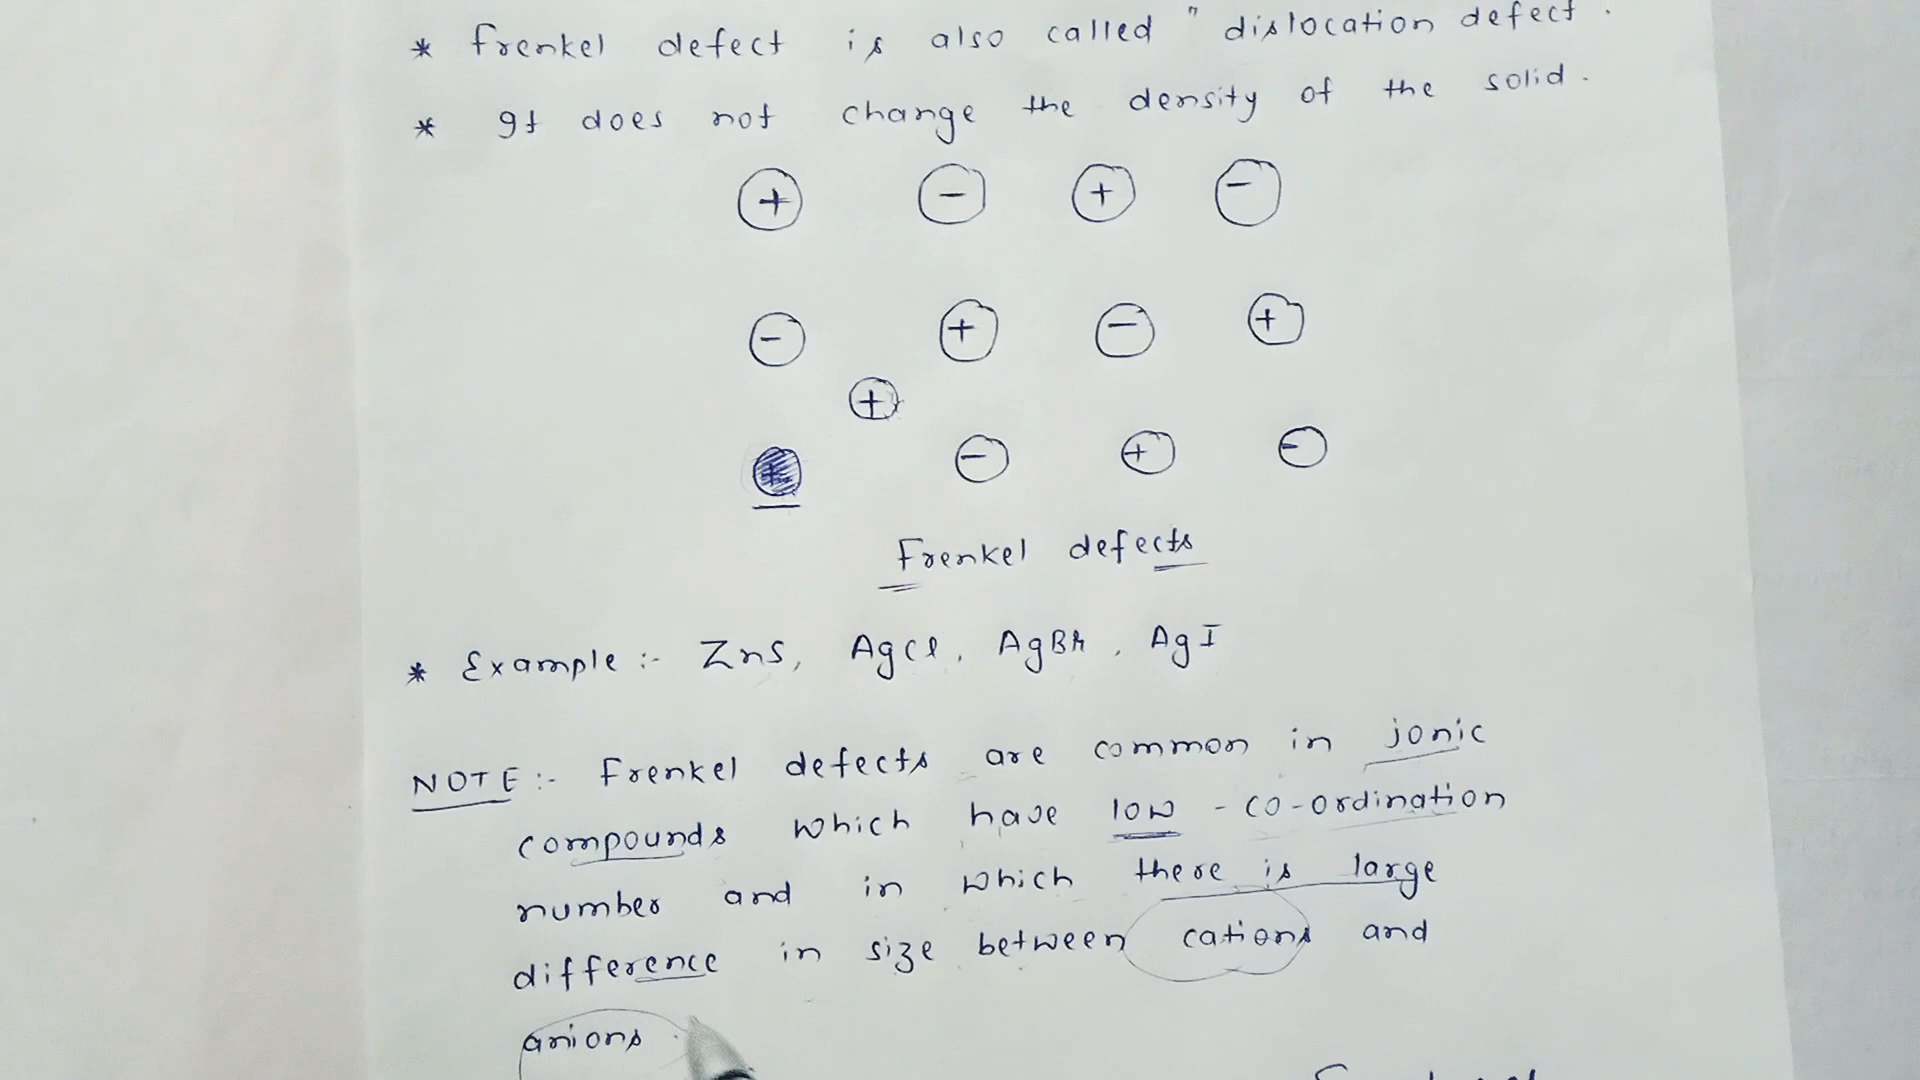 * Frenkel defect is also called " dislocation defect .
* It does not change the density of the solid .
+ - + -
- + - +
+
+ - + -
Frenkel defects
* Example :- ZnS, AgCl, AgBr, AgI
NOTE :- Frenkel defects are common in ionic
compounds which have low - co-ordination
number and in which there is large
difference in size between cations and
anions .